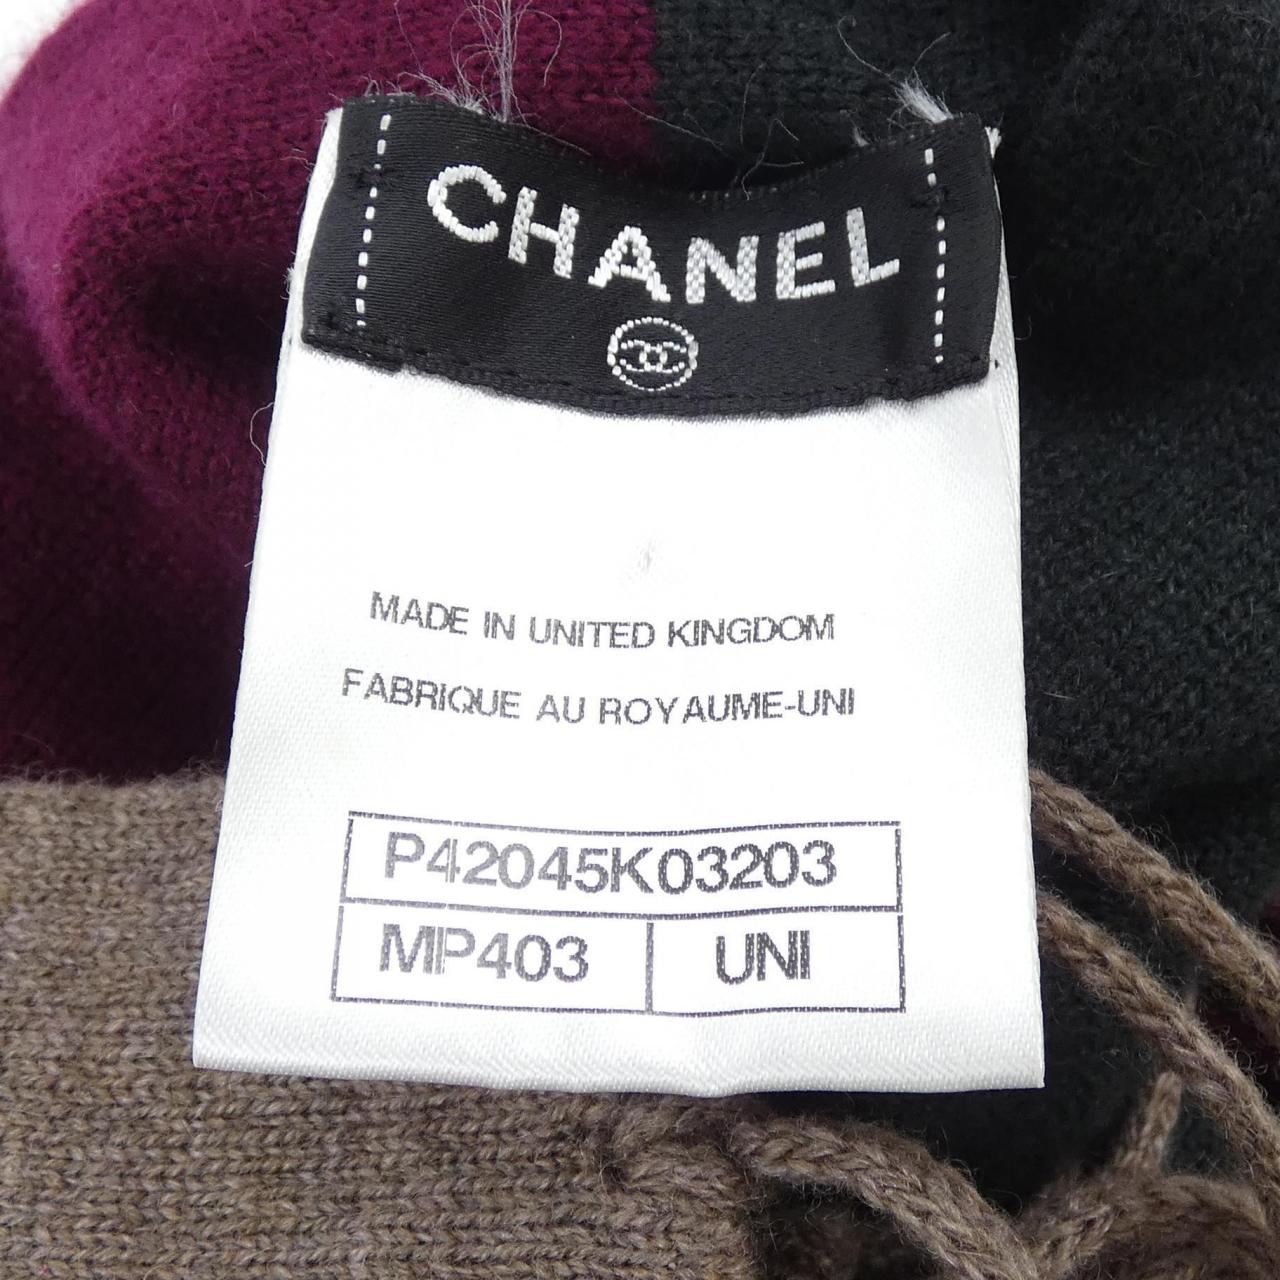 CHANEL
MADE IN UNITED KINGDOM
FABRIQUE AU ROYAUME-UNI
P42045K03203
MP403 UNI